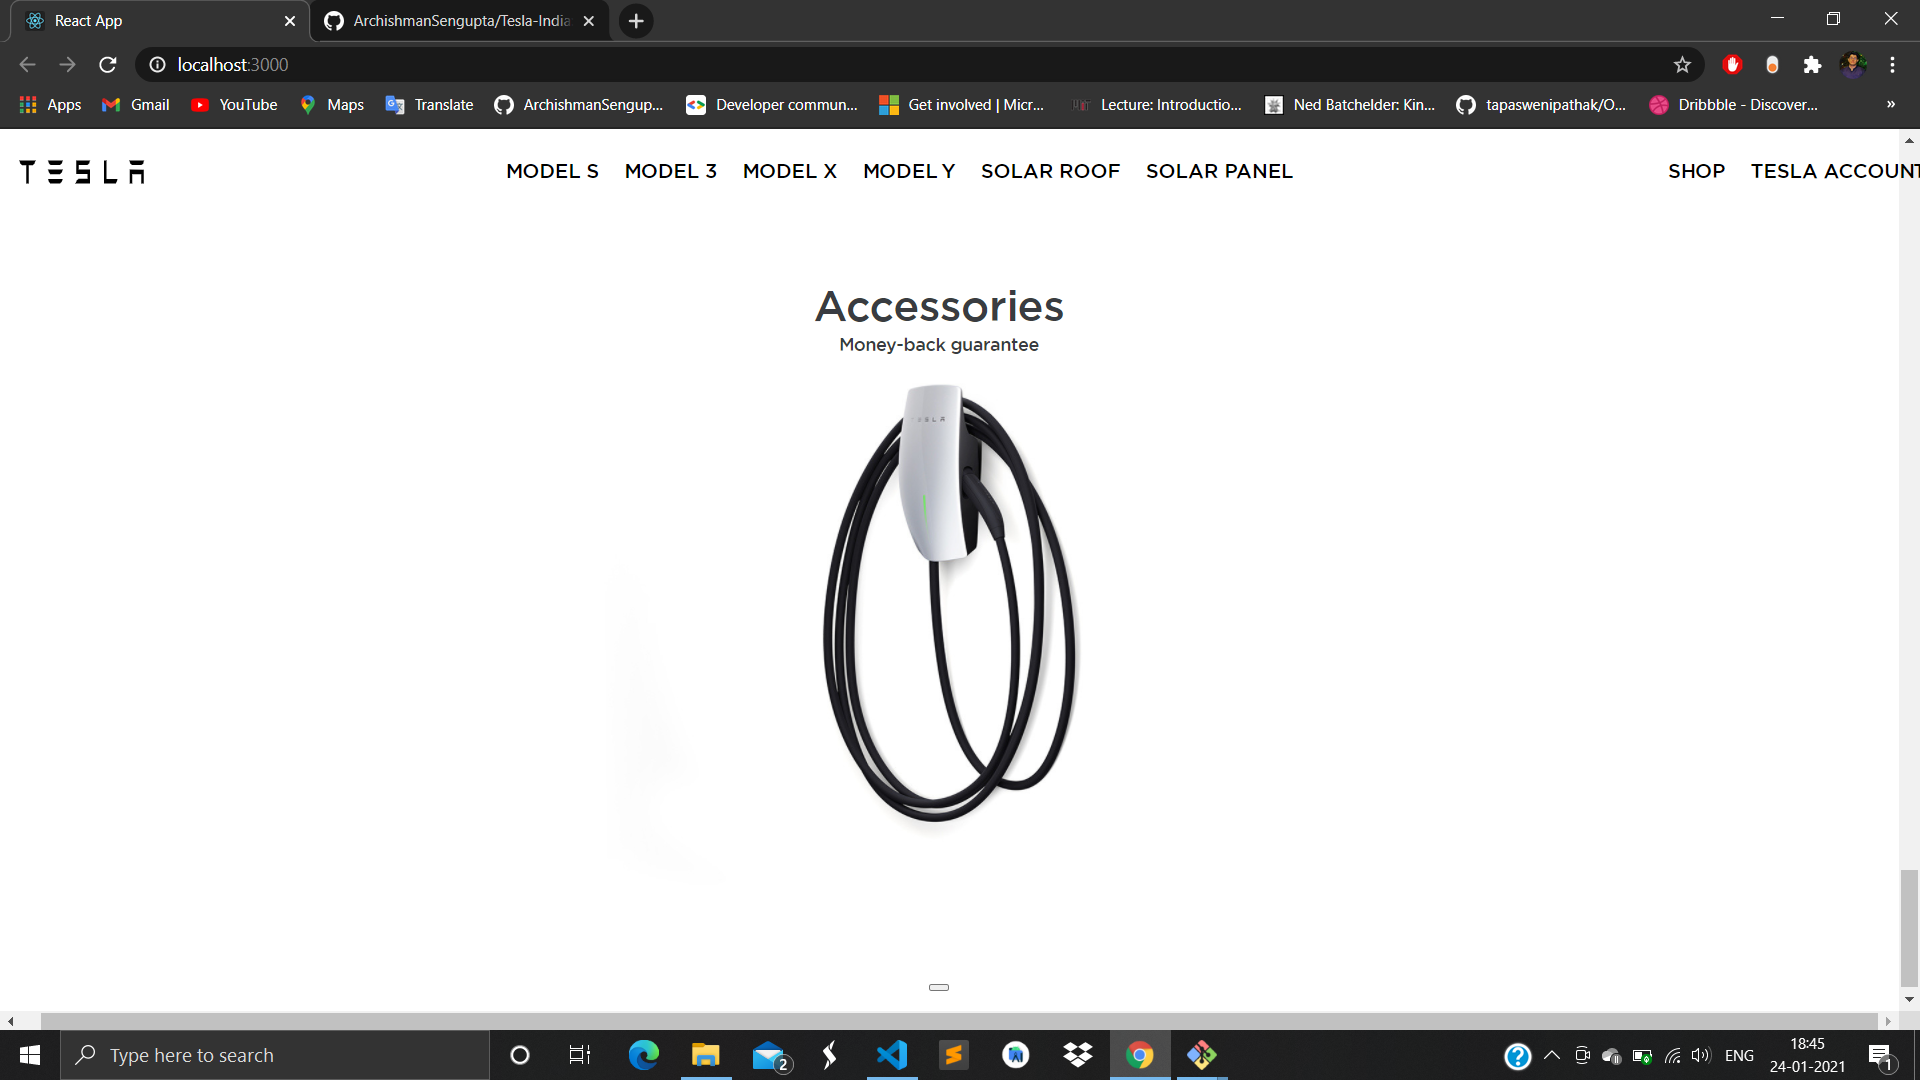 React App
ArchishmanSengupta/Tesla-India
localhost:3000
Apps Gmail YouTube Maps Translate ArchishmanSengup... Developer commun... Get involved | Micr... Lecture: Introductio... Ned Batchelder: Kin... tapaswenipathak/O... Dribbble - Discover... »
TESLA MODEL S MODEL 3 MODEL X MODEL Y SOLAR ROOF SOLAR PANEL SHOP TESLA ACCOUNT
Accessories
Money-back guarantee
TESLA
Type here to search
2
ENG
18:45
24-01-2021
1